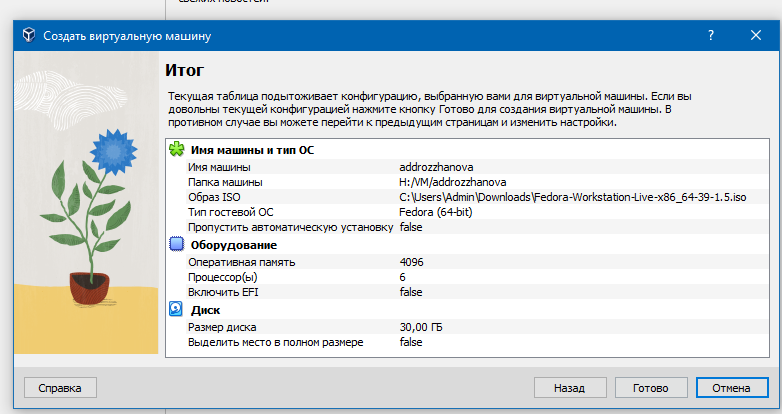 свежих новостей!
Создать виртуальную машину
Итог
Текущая таблица подытоживает конфигурацию, выбранную вами для виртуальной машины. Если вы
довольны текущей конфигурацией нажмите кнопку Готово для создания виртуальной машины. В
противном случае вы можете перейти к предыдущим страницам и изменить настройки.
Имя машины и тип ОС
Имя машины addrozzhanova
Папка машины H:/VM/addrozzhanova
Образ ISO C:\Users\Admin\Downloads\Fedora-Workstation-Live-x86_64-39-1.5.iso
Тип гостевой ОС Fedora (64-bit)
Пропустить автоматическую установку false
Оборудование
Оперативная память 4096
Процессор(ы) 6
Включить EFI false
Диск
Размер диска 30,00 ГБ
Выделить место в полном размере false
Справка Назад Готово Отмена